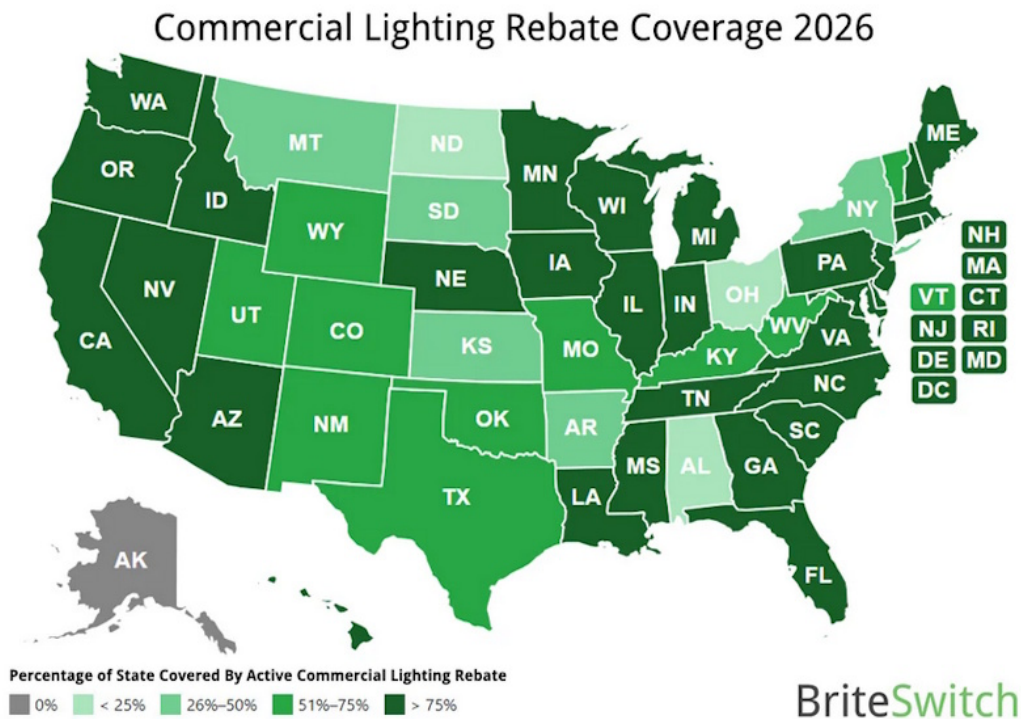 Commercial Lighting Rebate Coverage 2026
WA
MT
ND
MN
ME
OR
ID
WY
SD
WI
MI
NY
NH
MA
VT
CT
NJ
RI
DE
MD
DC
NV
UT
CO
NE
IA
IL
IN
OH
PA
CA
KS
MO
WV
VA
KY
AZ
NM
OK
AR
TN
NC
SC
TX
LA
MS
AL
GA
FL
AK
Percentage of State Covered By Active Commercial Lighting Rebate
0%
< 25%
26%–50%
51%–75%
> 75%
BriteSwitch